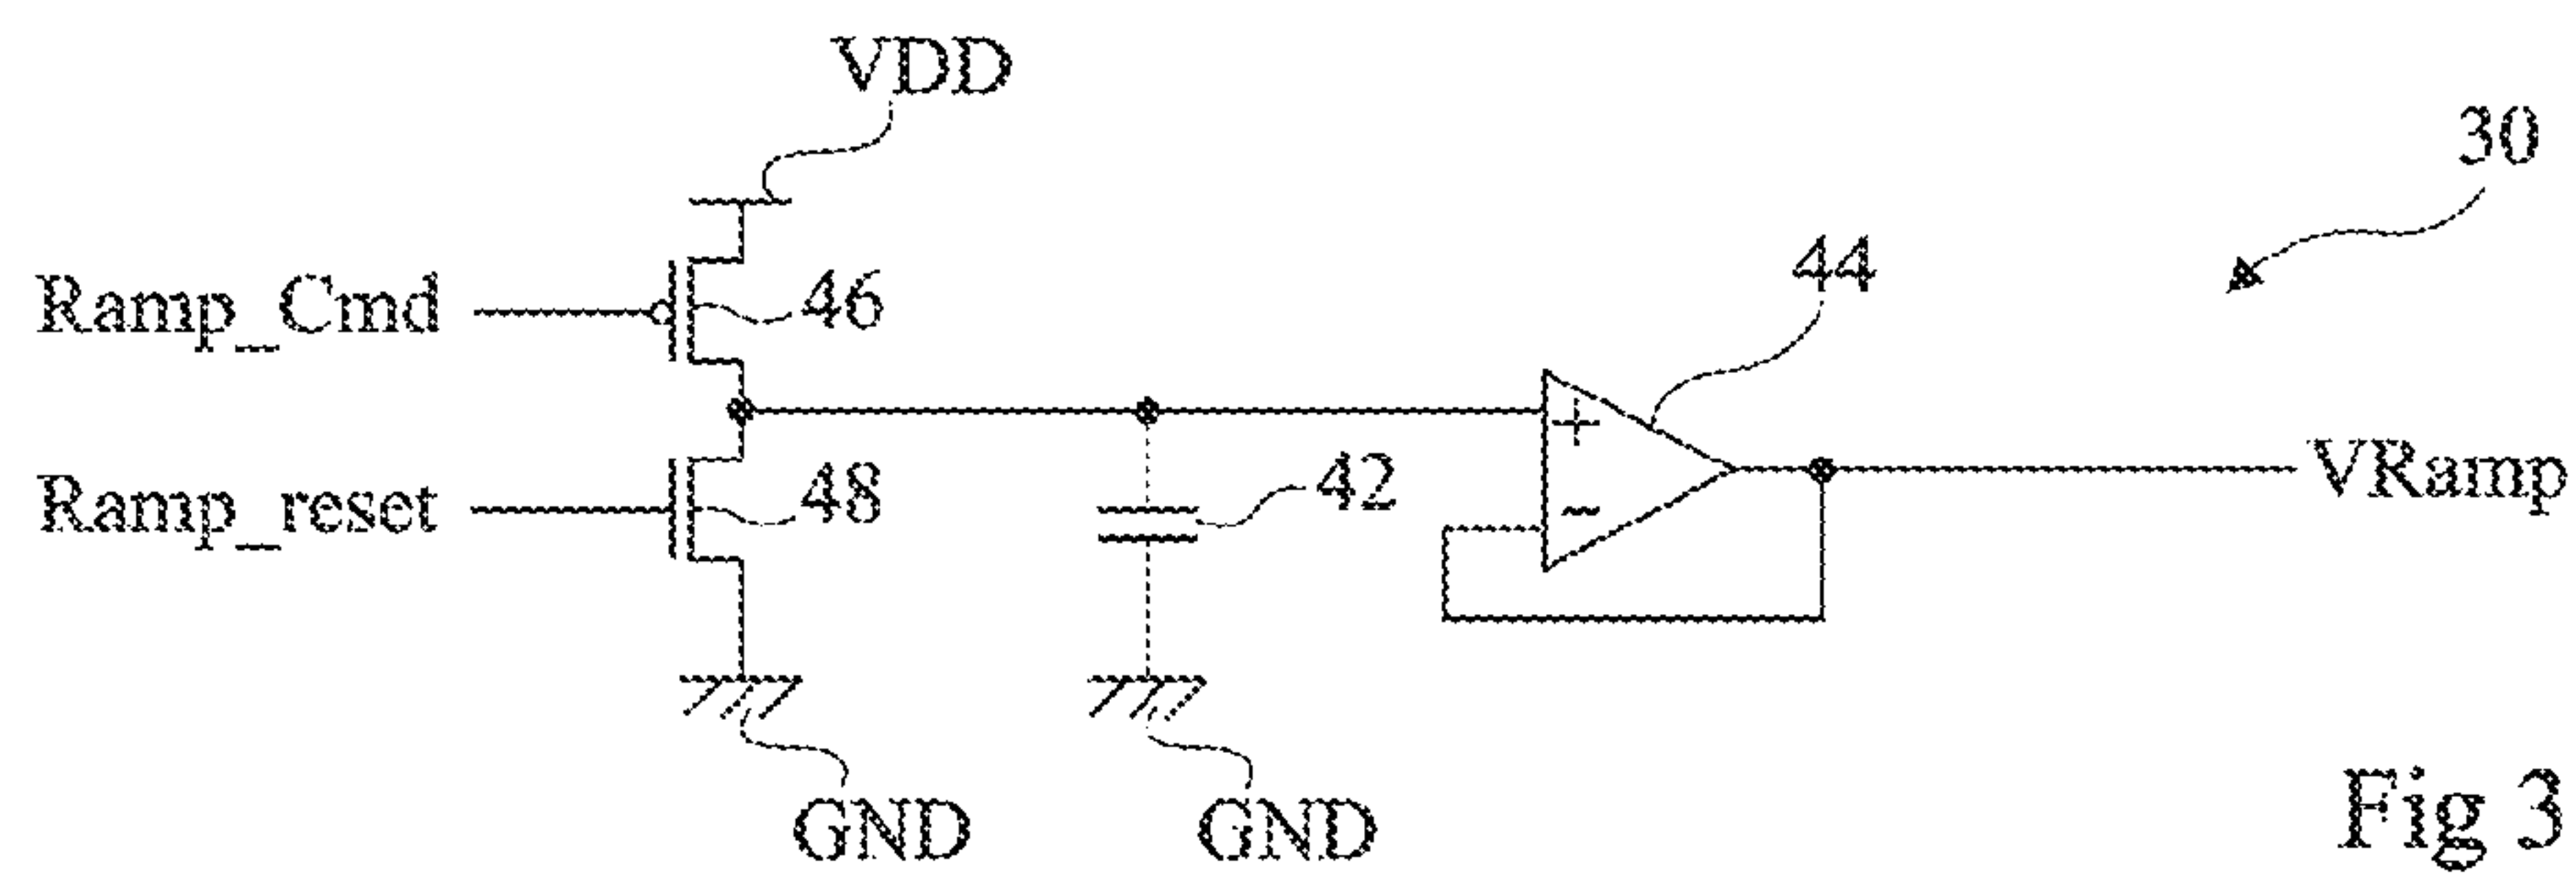 VDD
30
44
Ramp_Cmd
46
+
VRamp
Ramp_reset
48
42
-
GND
GND
Fig 3